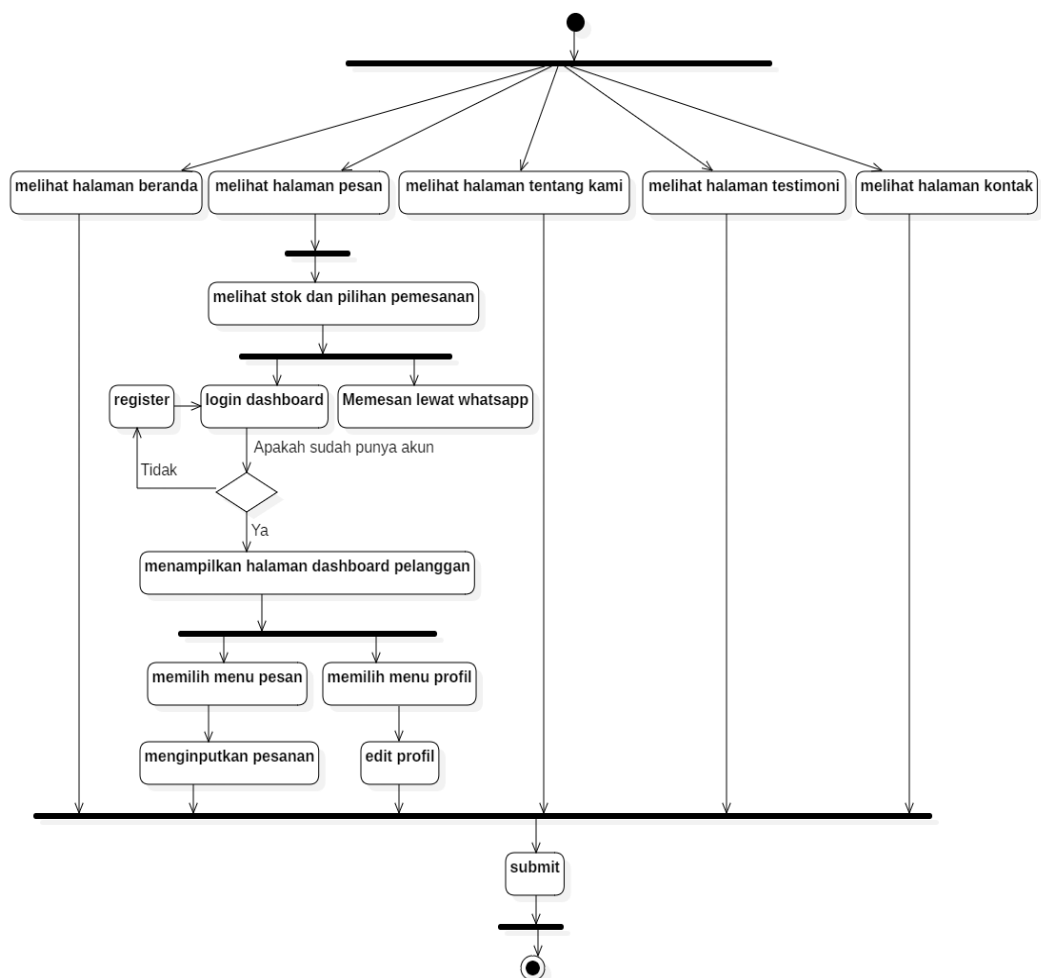 melihat halaman beranda
melihat halaman pesan
melihat halaman tentang kami
melihat halaman testimoni
melihat halaman kontak
melihat stok dan pilihan pemesanan
register
login dashboard
Memesan lewat whatsapp
Apakah sudah punya akun
Tidak
Ya
menampilkan halaman dashboard pelanggan
memilih menu pesan
memilih menu profil
menginputkan pesanan
edit profil
submit